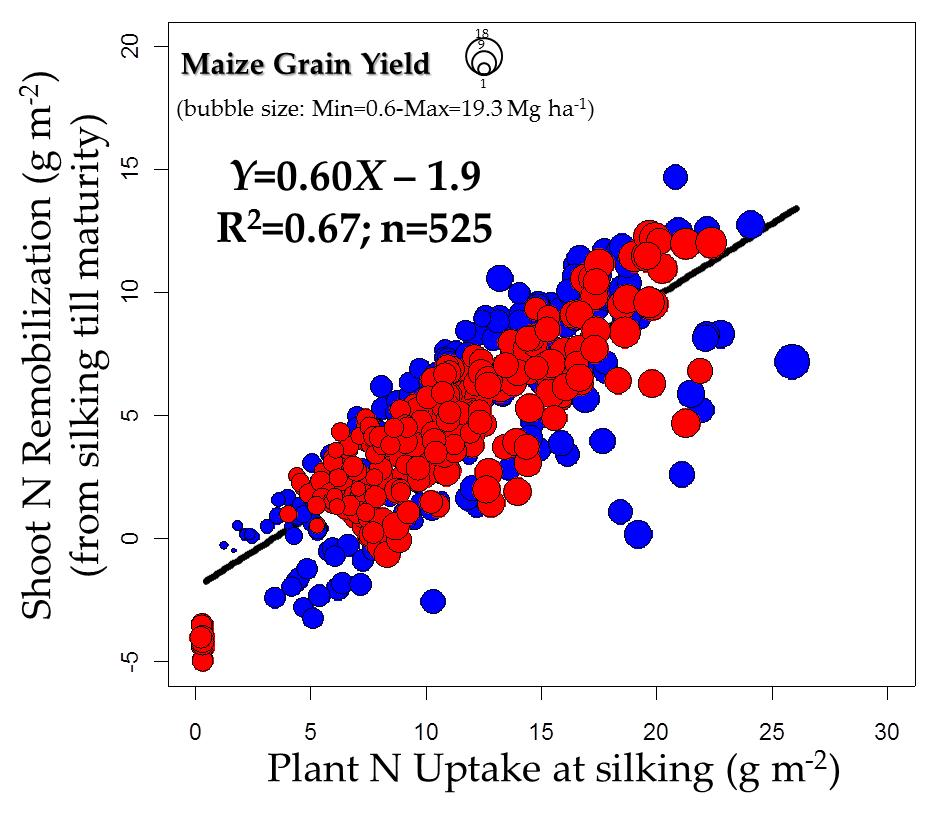 Maize Grain Yield
18
9
1
(bubble size: Min=0.6-Max=19.3 Mg ha⁻¹)
Y=0.60X – 1.9
R²=0.67; n=525
Shoot N Remobilization (g m⁻²)
(from silking till maturity)
20
15
10
5
0
-5
0 5 10 15 20 25 30
Plant N Uptake at silking (g m⁻²)